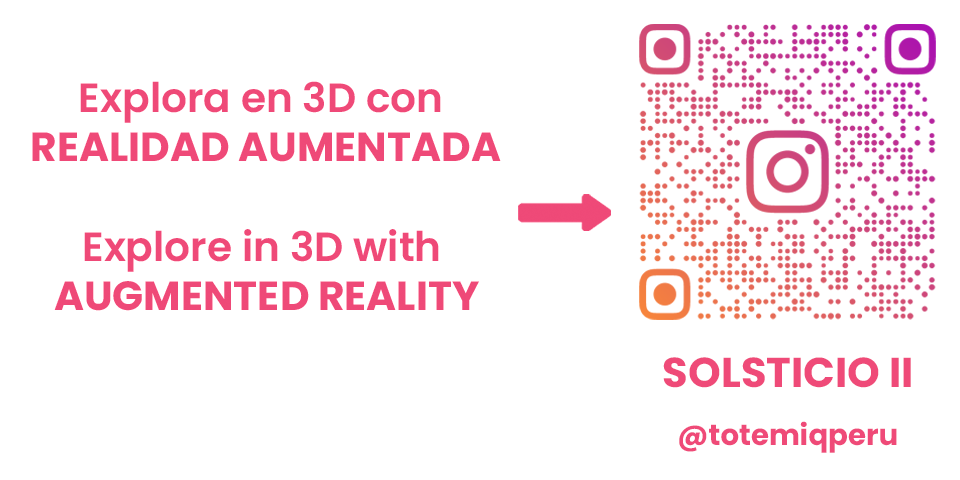 Explora en 3D con
REALIDAD AUMENTADA
Explore in 3D with
AUGMENTED REALITY
SOLSTICIO II
@totemiqperu